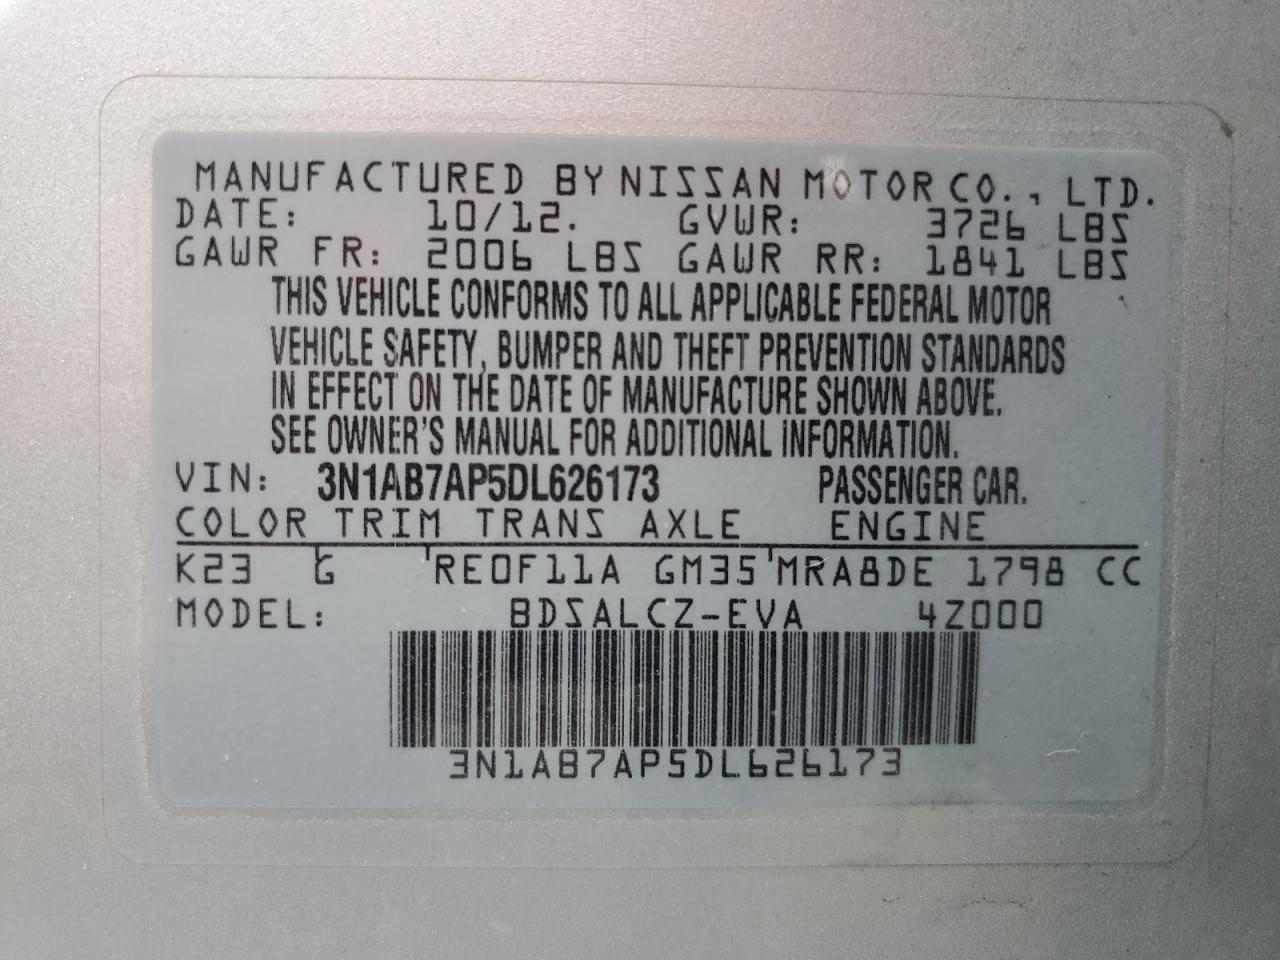 MANUFACTURED BY NISSAN MOTOR CO., LTD.
DATE: 10/12. GVWR: 3726 LBS
GAWR FR: 2006 LBS GAWR RR: 1841 LBS
THIS VEHICLE CONFORMS TO ALL APPLICABLE FEDERAL MOTOR
VEHICLE SAFETY, BUMPER AND THEFT PREVENTION STANDARDS
IN EFFECT ON THE DATE OF MANUFACTURE SHOWN ABOVE.
SEE OWNER'S MANUAL FOR ADDITIONAL INFORMATION.
VIN: 3N1AB7AP5DL626173 PASSENGER CAR.
COLOR TRIM TRANS AXLE ENGINE
K23 G RE0F11A GM35 MRA8DE 1798 CC
MODEL: BDSALCZ-EVA 4Z000
3N1AB7AP5DL626173